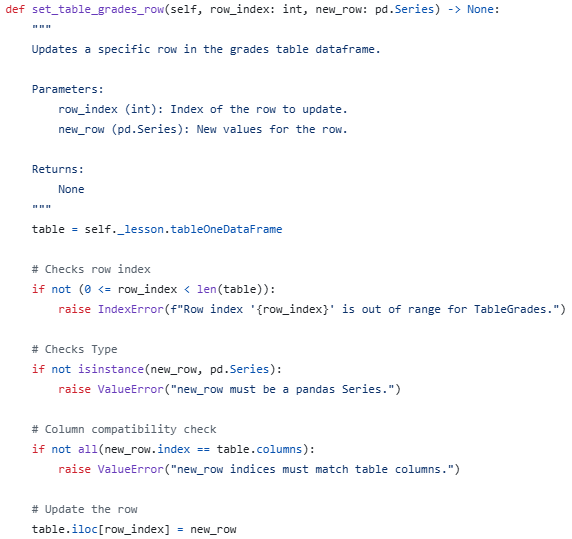 def set_table_grades_row(self, row_index: int, new_row: pd.Series) -> None:
    """
    Updates a specific row in the grades table dataframe.

    Parameters:
        row_index (int): Index of the row to update.
        new_row (pd.Series): New values for the row.

    Returns:
        None
    """
    table = self._lesson.tableOneDataFrame

    # Checks row index
    if not (0 <= row_index < len(table)):
        raise IndexError(f"Row index '{row_index}' is out of range for TableGrades.")

    # Checks Type
    if not isinstance(new_row, pd.Series):
        raise ValueError("new_row must be a pandas Series.")

    # Column compatibility check
    if not all(new_row.index == table.columns):
        raise ValueError("new_row indices must match table columns.")

    # Update the row
    table.iloc[row_index] = new_row